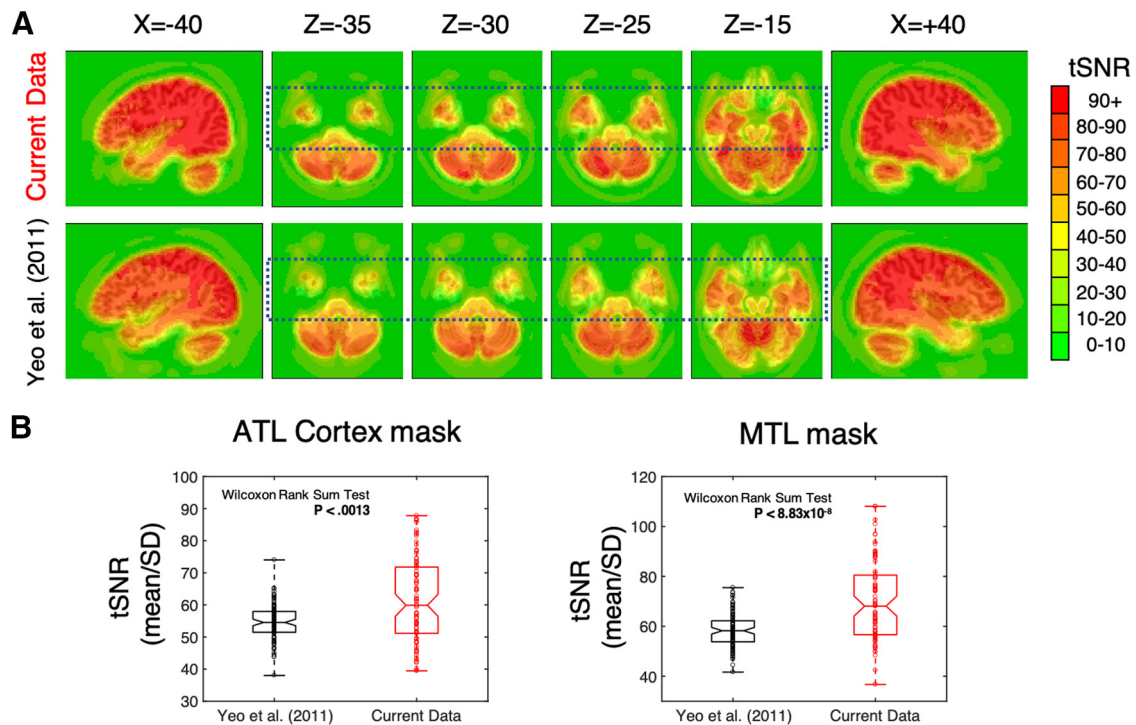 A
X=-40 Z=-35 Z=-30 Z=-25 Z=-15 X=+40
Current Data
Yeo et al. (2011)
tSNR
90+
80-90
70-80
60-70
50-60
40-50
30-40
20-30
10-20
0-10
B
ATL Cortex mask
tSNR
(mean/SD)
100
90
80
70
60
50
40
30
Wilcoxon Rank Sum Test
P < .0013
Yeo et al. (2011) Current Data
MTL mask
tSNR
(mean/SD)
120
100
80
60
40
Wilcoxon Rank Sum Test
P < 8.83x10⁻⁸
Yeo et al. (2011) Current Data